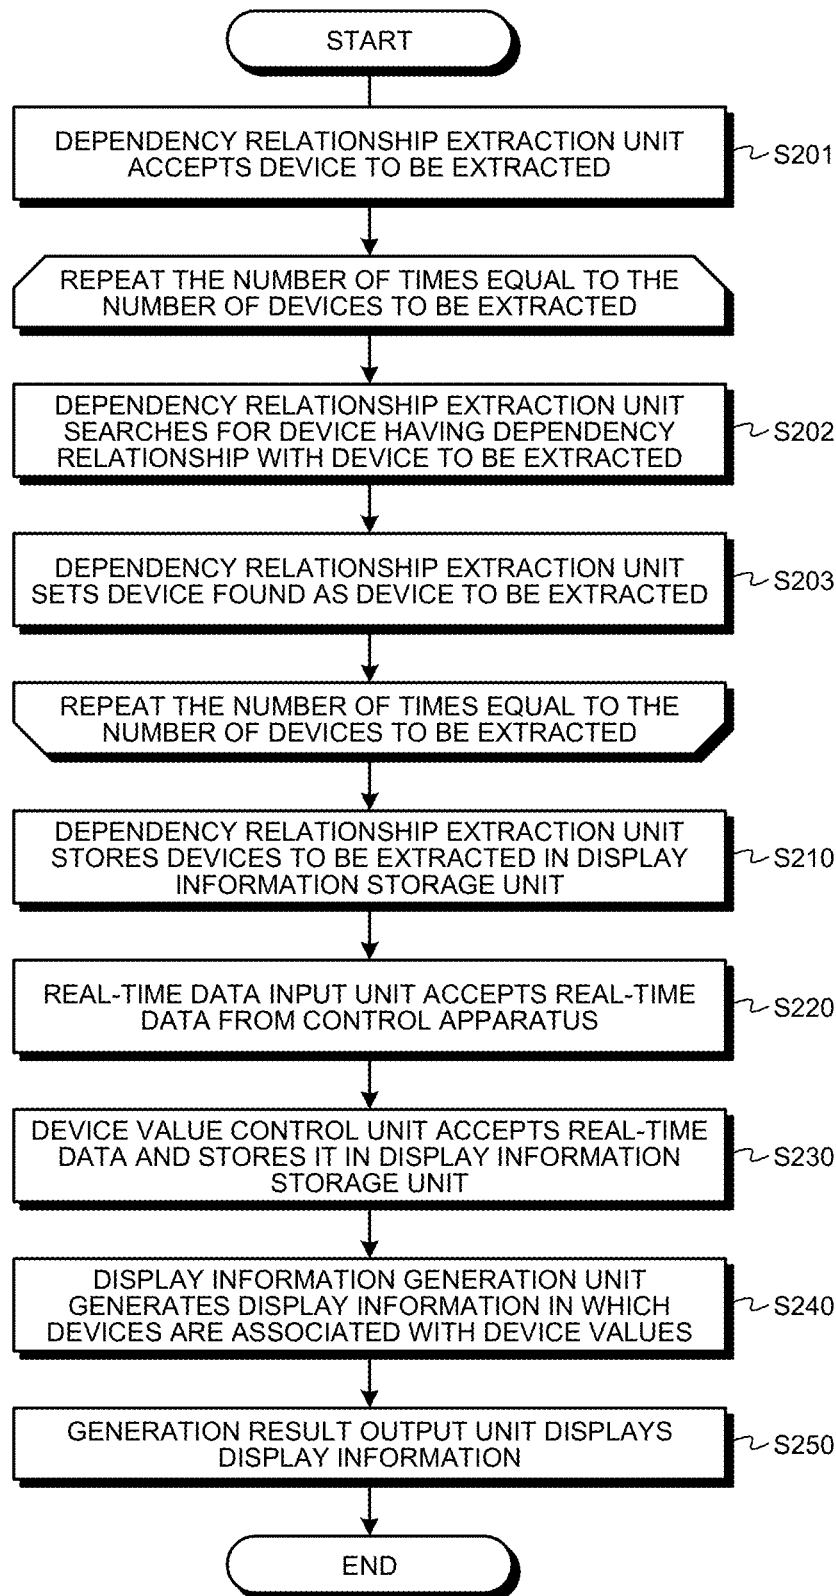 START
DEPENDENCY RELATIONSHIP EXTRACTION UNIT
ACCEPTS DEVICE TO BE EXTRACTED
S201
REPEAT THE NUMBER OF TIMES EQUAL TO THE
NUMBER OF DEVICES TO BE EXTRACTED
DEPENDENCY RELATIONSHIP EXTRACTION UNIT
SEARCHES FOR DEVICE HAVING DEPENDENCY
RELATIONSHIP WITH DEVICE TO BE EXTRACTED
S202
DEPENDENCY RELATIONSHIP EXTRACTION UNIT
SETS DEVICE FOUND AS DEVICE TO BE EXTRACTED
S203
REPEAT THE NUMBER OF TIMES EQUAL TO THE
NUMBER OF DEVICES TO BE EXTRACTED
DEPENDENCY RELATIONSHIP EXTRACTION UNIT
STORES DEVICES TO BE EXTRACTED IN DISPLAY
INFORMATION STORAGE UNIT
S210
REAL-TIME DATA INPUT UNIT ACCEPTS REAL-TIME
DATA FROM CONTROL APPARATUS
S220
DEVICE VALUE CONTROL UNIT ACCEPTS REAL-TIME
DATA AND STORES IT IN DISPLAY INFORMATION
STORAGE UNIT
S230
DISPLAY INFORMATION GENERATION UNIT
GENERATES DISPLAY INFORMATION IN WHICH
DEVICES ARE ASSOCIATED WITH DEVICE VALUES
S240
GENERATION RESULT OUTPUT UNIT DISPLAYS
DISPLAY INFORMATION
S250
END